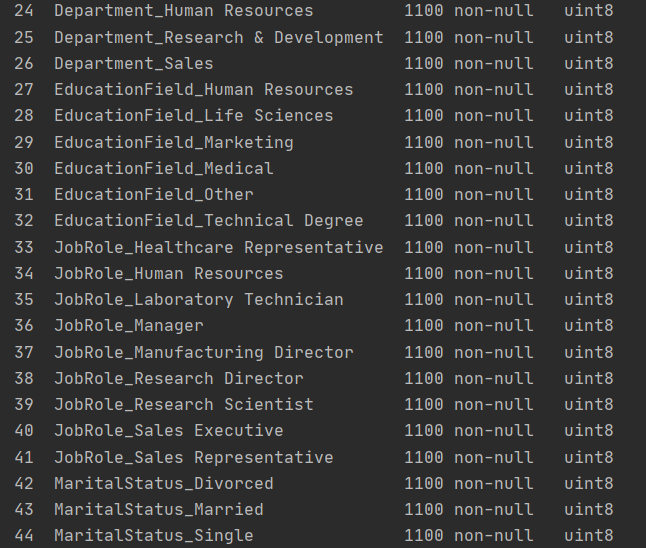 24 Department_Human Resources 1100 non-null uint8
25 Department_Research & Development 1100 non-null uint8
26 Department_Sales 1100 non-null uint8
27 EducationField_Human Resources 1100 non-null uint8
28 EducationField_Life Sciences 1100 non-null uint8
29 EducationField_Marketing 1100 non-null uint8
30 EducationField_Medical 1100 non-null uint8
31 EducationField_Other 1100 non-null uint8
32 EducationField_Technical Degree 1100 non-null uint8
33 JobRole_Healthcare Representative 1100 non-null uint8
34 JobRole_Human Resources 1100 non-null uint8
35 JobRole_Laboratory Technician 1100 non-null uint8
36 JobRole_Manager 1100 non-null uint8
37 JobRole_Manufacturing Director 1100 non-null uint8
38 JobRole_Research Director 1100 non-null uint8
39 JobRole_Research Scientist 1100 non-null uint8
40 JobRole_Sales Executive 1100 non-null uint8
41 JobRole_Sales Representative 1100 non-null uint8
42 MaritalStatus_Divorced 1100 non-null uint8
43 MaritalStatus_Married 1100 non-null uint8
44 MaritalStatus_Single 1100 non-null uint8